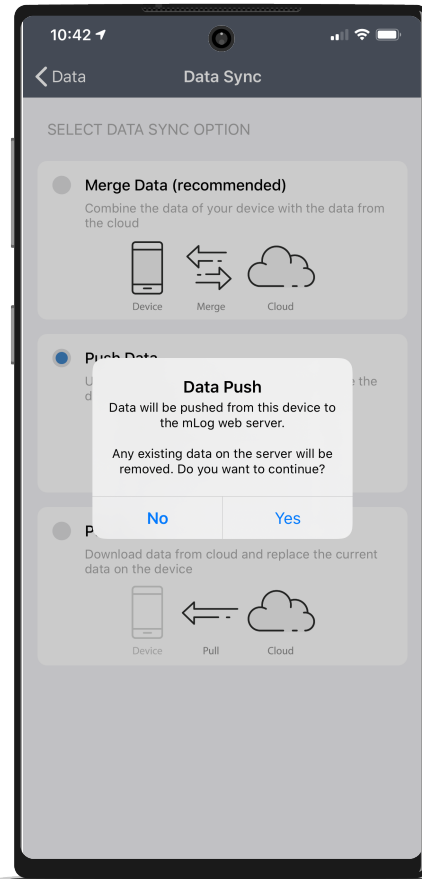 10:42
Data
Data Sync
SELECT DATA SYNC OPTION
Merge Data (recommended)
Combine the data of your device with the data from
the cloud
Device
Merge
Cloud
Push Data
the
Data Push
Data will be pushed from this device to
the mLog web server.
Any existing data on the server will be
removed. Do you want to continue?
No
Yes
Download data from cloud and replace the current
data on the device
Device
Pull
Cloud